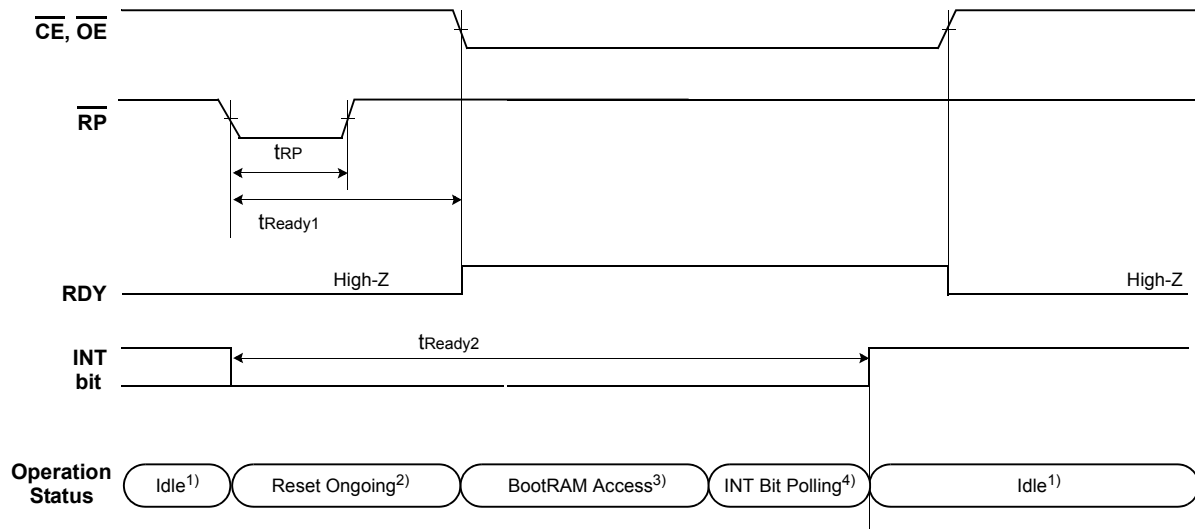 CE, OE
RP
tRP
tReady1
High-Z
RDY
High-Z
tReady2
INT
bit
Operation
Status
Idle1)
Reset Ongoing2)
BootRAM Access3)
INT Bit Polling4)
Idle1)